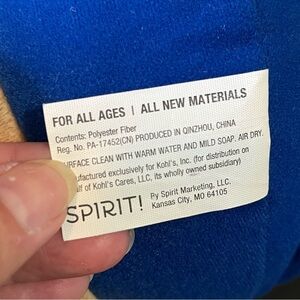 FOR ALL AGES | ALL NEW MATERIALS
Contents: Polyester Fiber
Reg. No. PA-17452(CN) PRODUCED IN QINZHOU, CHINA
URFACE CLEAN WITH WARM WATER AND MILD SOAP. AIR DRY.
nufactured exclusively for Kohl's, Inc. (for distribution on
alf of Kohl's Cares, LLC, its wholly owned subsidiary)
SPIRIT!
By Spirit Marketing, LLC.
Kansas City, MO 64105